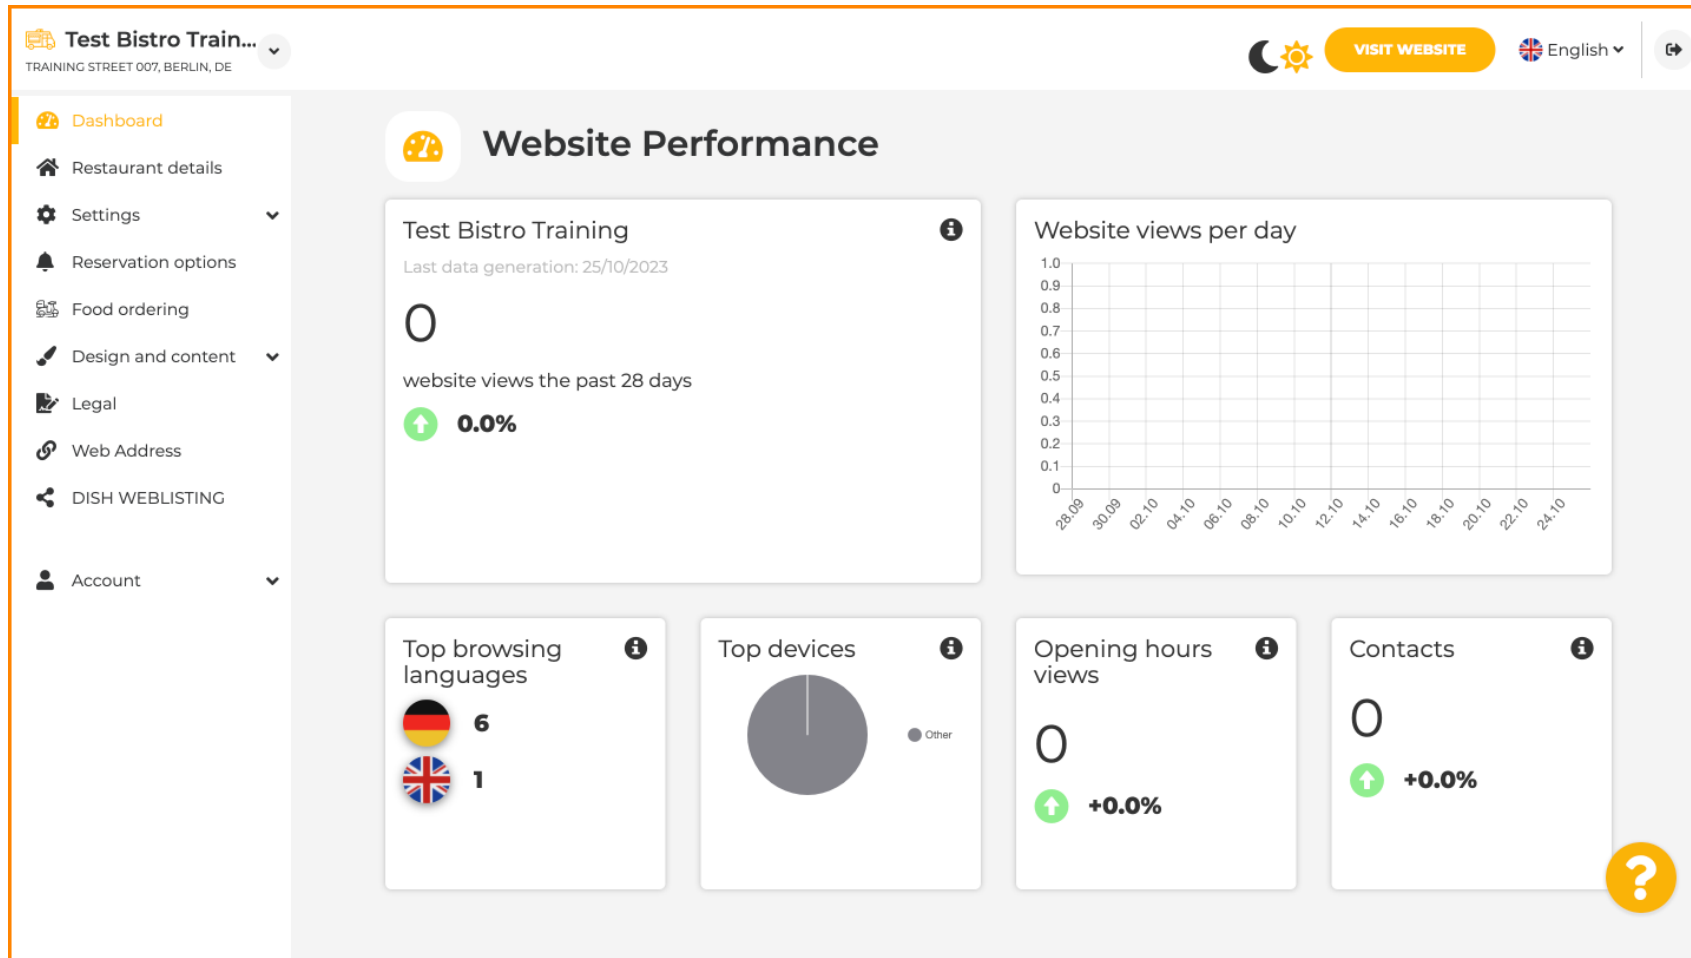 Test Bistro Train...
TRAINING STREET 007, BERLIN, DE
VISIT WEBSITE
English
Dashboard
Restaurant details
Settings
Reservation options
Food ordering
Design and content
Legal
Web Address
DISH WEBLISTING
Account
Website Performance
Test Bistro Training
Last data generation: 25/10/2023
0
website views the past 28 days
0.0%
Website views per day
1.0
0.9
0.8
0.7
0.6
0.5
0.4
0.3
0.2
0.1
0
28.09 30.09 02.10 04.10 06.10 08.10 10.10 12.10 14.10 16.10 18.10 20.10 22.10 24.10
Top browsing
languages
6
1
Top devices
Other
Opening hours
views
0
+0.0%
Contacts
0
+0.0%
?